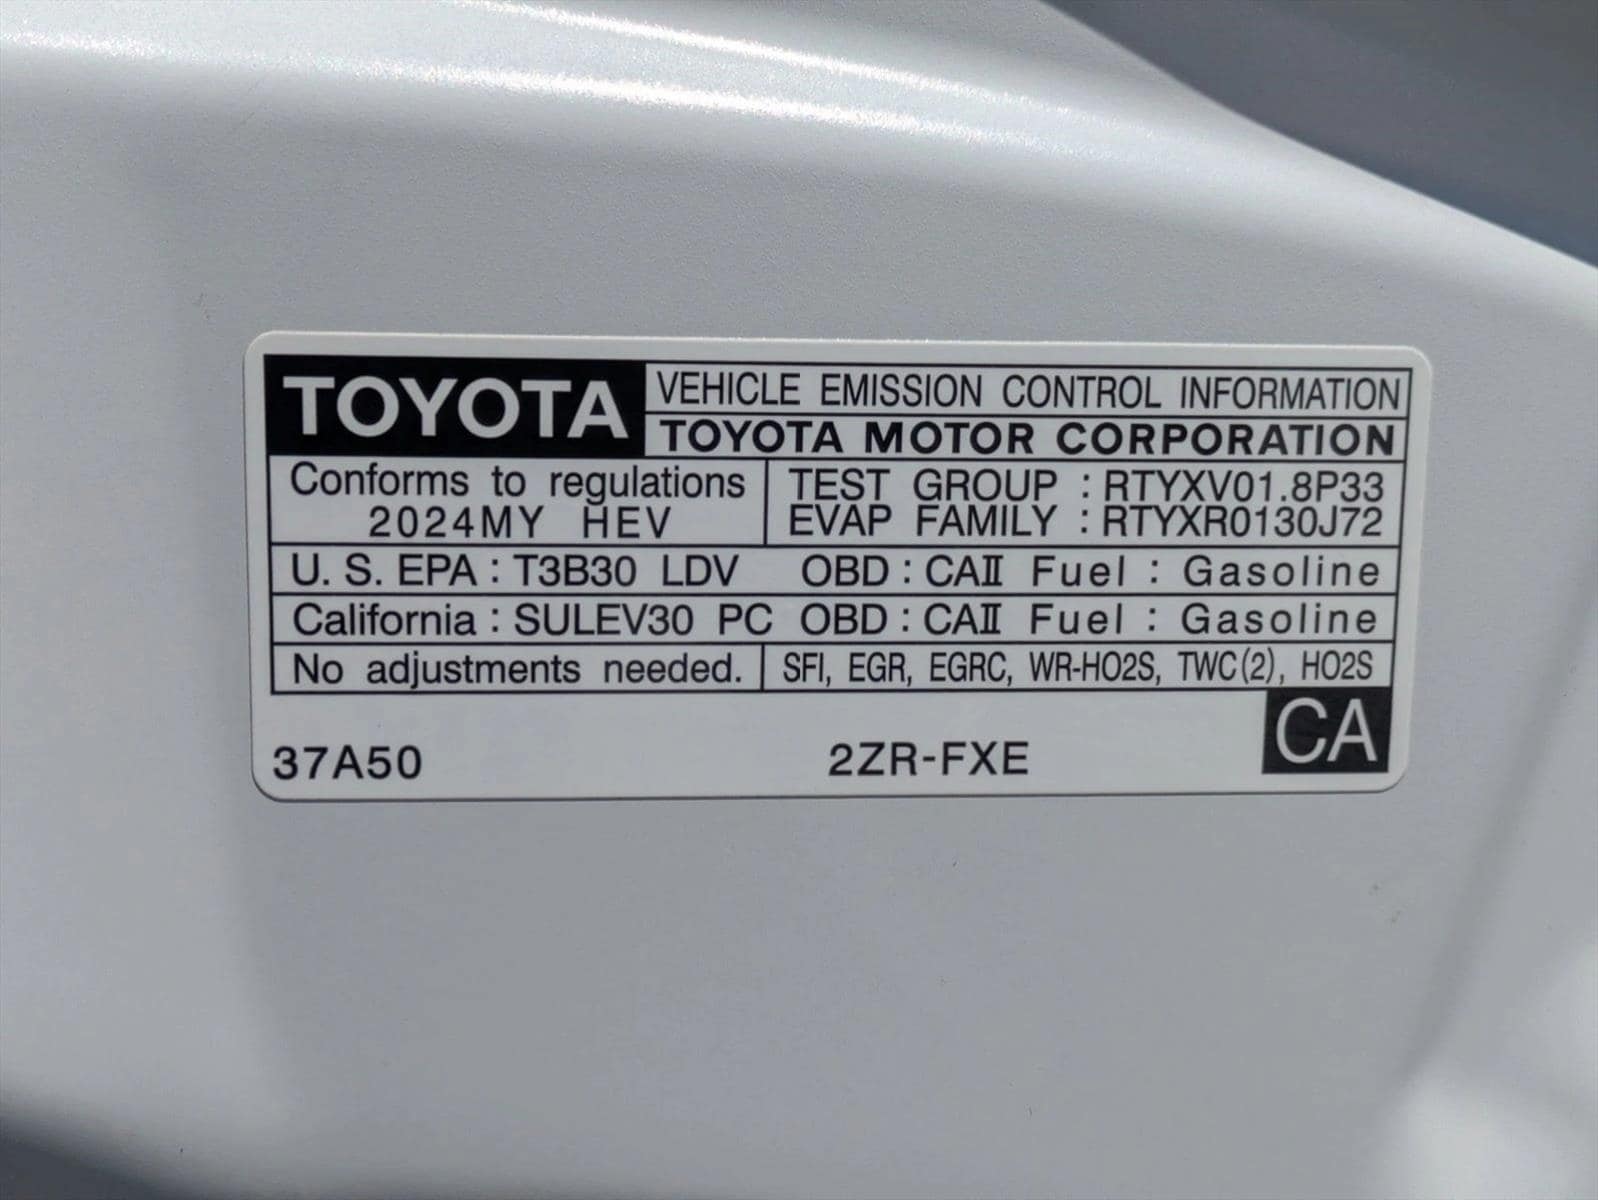 TOYOTA VEHICLE EMISSION CONTROL INFORMATION
TOYOTA MOTOR CORPORATION
Conforms to regulations TEST GROUP : RTYXV01.8P33
2024MY HEV EVAP FAMILY : RTYXR0130J72
U. S. EPA : T3B30 LDV OBD : CAⅡ Fuel : Gasoline
California : SULEV30 PC OBD : CAⅡ Fuel : Gasoline
No adjustments needed. SFI, EGR, EGRC, WR-HO2S, TWC(2), HO2S
37A50 2ZR-FXE CA